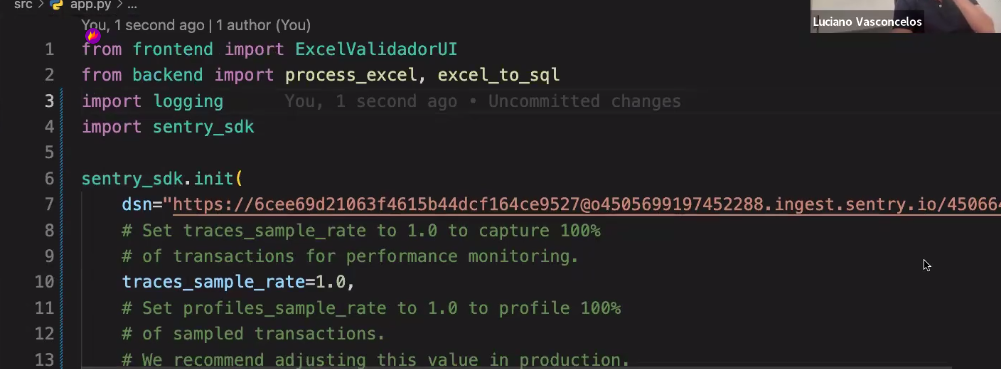 src > app.py > ...
Luciano Vasconcelos
You, 1 second ago | 1 author (You)
1 from frontend import ExcelValidadorUI
2 from backend import process_excel, excel_to_sql
3 import logging You, 1 second ago • Uncommitted changes
4 import sentry_sdk
5
6 sentry_sdk.init(
7 dsn="https://6cee69d21063f4615b44dcf164ce9527@o4505699197452288.ingest.sentry.io/45066
8 # Set traces_sample_rate to 1.0 to capture 100%
9 # of transactions for performance monitoring.
10 traces_sample_rate=1.0,
11 # Set profiles_sample_rate to 1.0 to profile 100%
12 # of sampled transactions.
13 # We recommend adjusting this value in production.